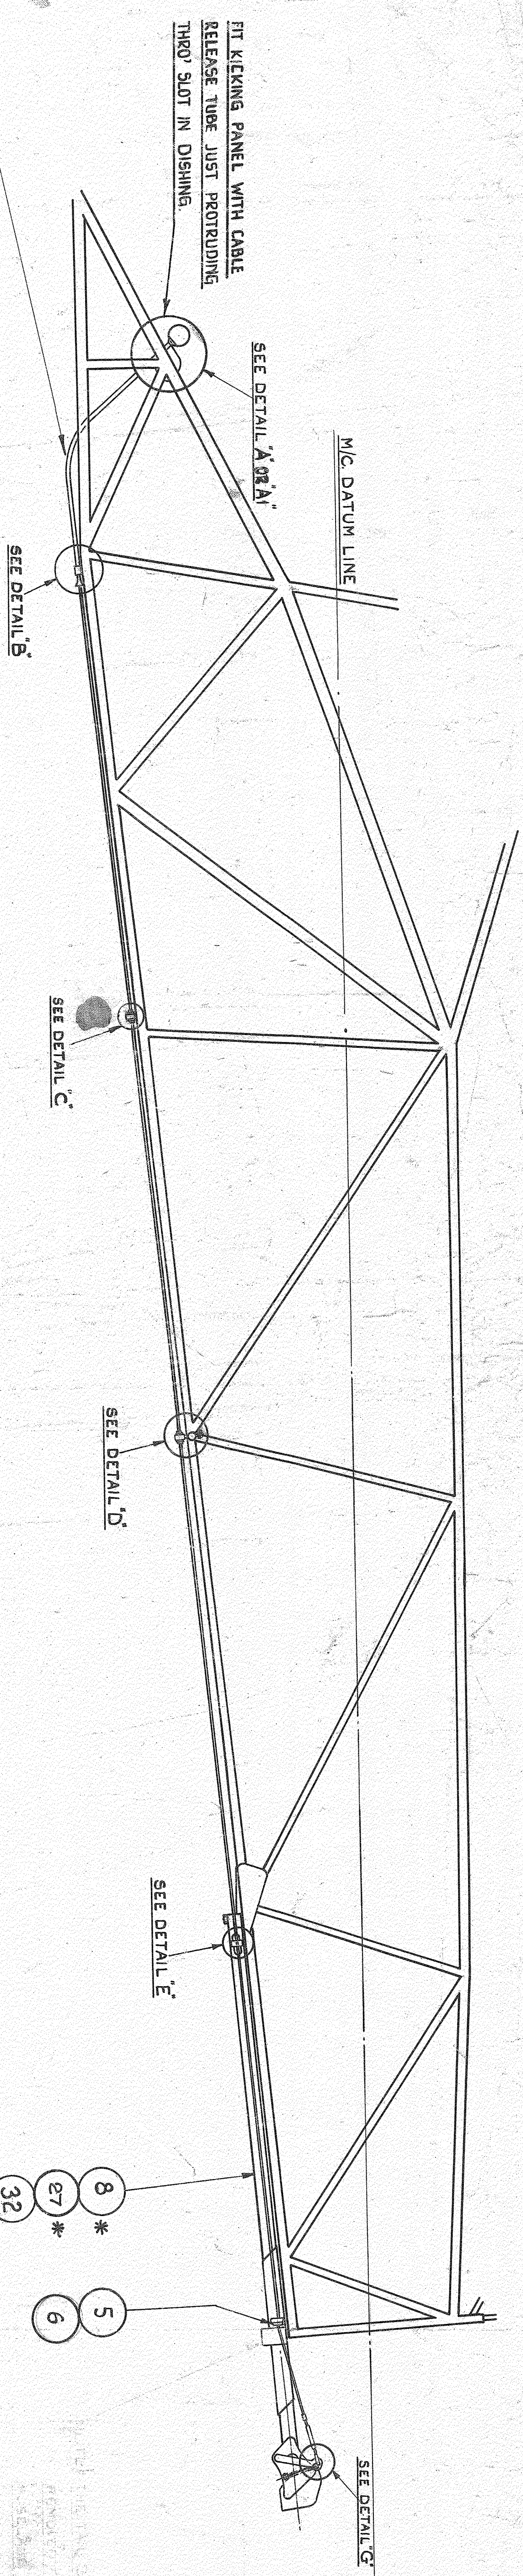 FIT KICKING PANEL WITH CABLE
RELEASE TUBE JUST PROTRUDING
THRO' SLOT IN DISHING.
SEE DETAIL "A" OR "A1"
M/C. DATUM LINE
SEE DETAIL "B"
SEE DETAIL "C"
SEE DETAIL "D"
SEE DETAIL "E"
8 *
27 *
32
5
6
SEE DETAIL "G"